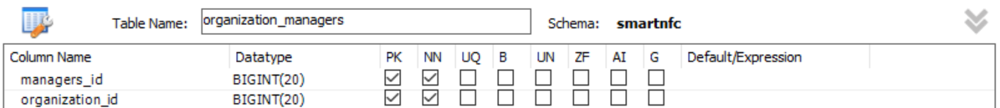 Table Name: organization_managers Schema: smartnfc
Column Name Datatype PK NN UQ B UN ZF AI G Default/Expression
managers_id BIGINT(20)
organization_id BIGINT(20)